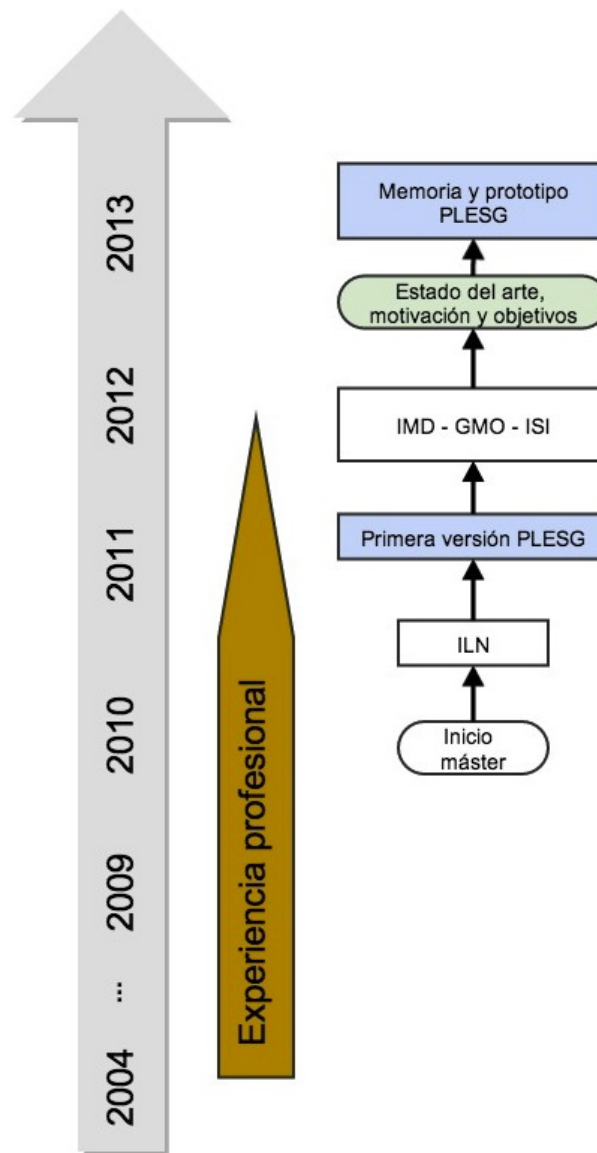 2013
2012
2011
2010
2009
...
2004
Experiencia profesional
Memoria y prototipo
PLESG
Estado del arte,
motivación y objetivos
IMD - GMO - ISI
Primera versión PLESG
ILN
Inicio
máster